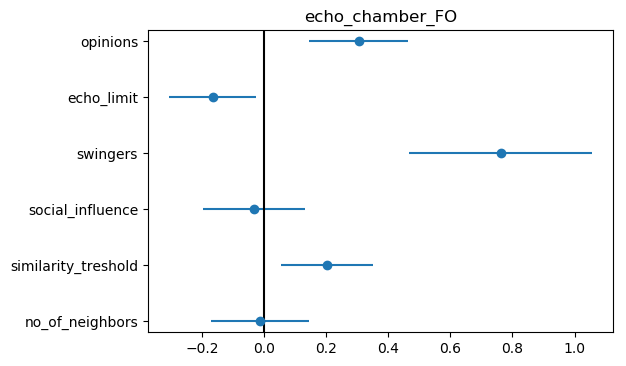 echo_chamber_FO
opinions
echo_limit
swingers
social_influence
similarity_treshold
no_of_neighbors
−0.2 0.0 0.2 0.4 0.6 0.8 1.0